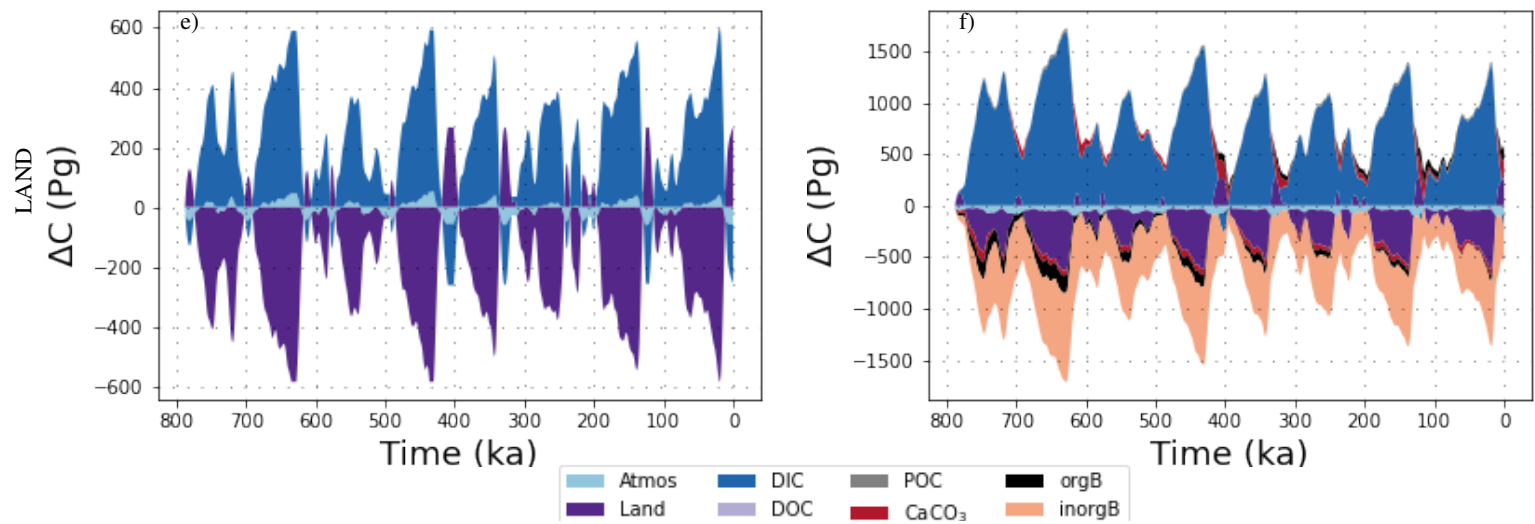 e)
600
400
200
0
−200
−400
−600
LAND
ΔC (Pg)
800 700 600 500 400 300 200 100 0
Time (ka)
f)
1500
1000
500
0
−500
−1000
−1500
ΔC (Pg)
800 700 600 500 400 300 200 100 0
Time (ka)
Atmos DIC POC orgB
Land DOC CaCO₃ inorgB